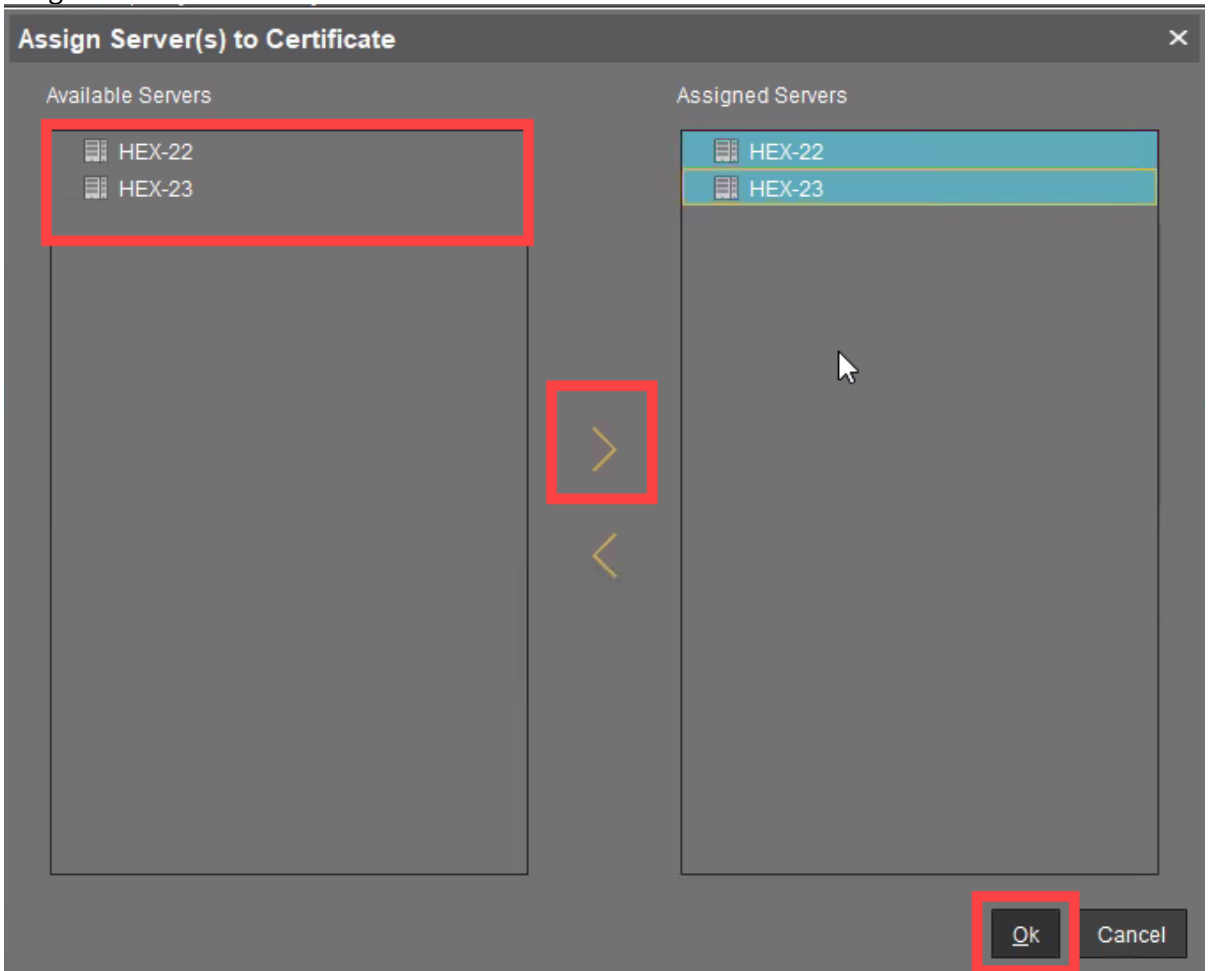 Assign Server(s) to Certificate
Available Servers
HEX-22
HEX-23
Assigned Servers
HEX-22
HEX-23
Ok
Cancel